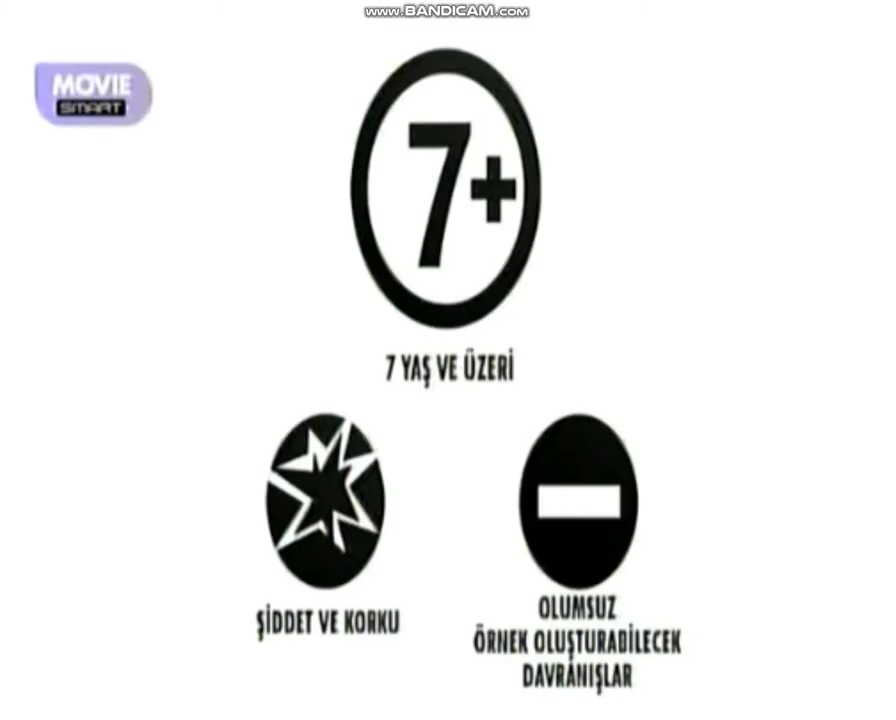 www.BANDICAM.com
MOVIE
SMART
7+
7 YAŞ VE ÜZERİ
ŞİDDET VE KORKU
OLUMSUZ
ÖRNEK OLUŞTURABİLECEK
DAVRANIŞLAR